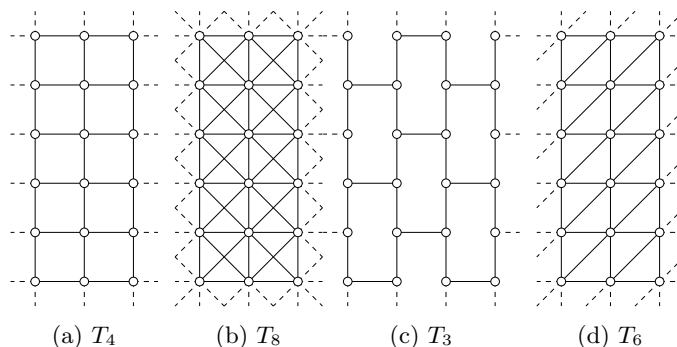 (a) T₄ (b) T₈ (c) T₃ (d) T₆